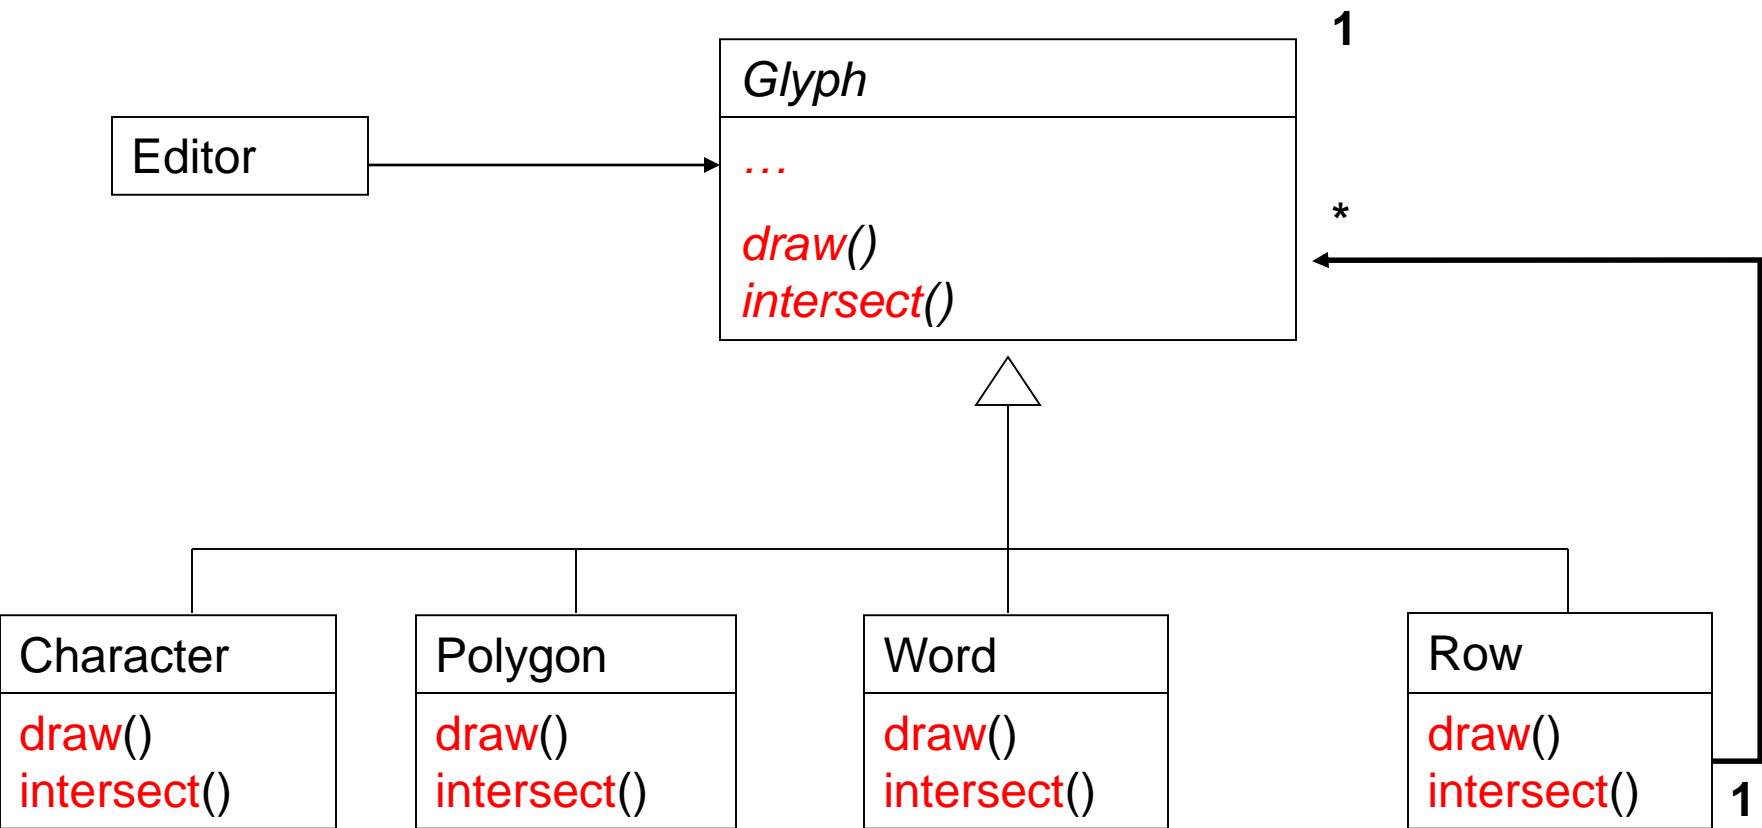 1
Glyph
Editor
…
*
draw()
intersect()
Character
Polygon
Word
Row
draw()
draw()
draw()
draw()
intersect()
intersect()
intersect()
intersect()
1